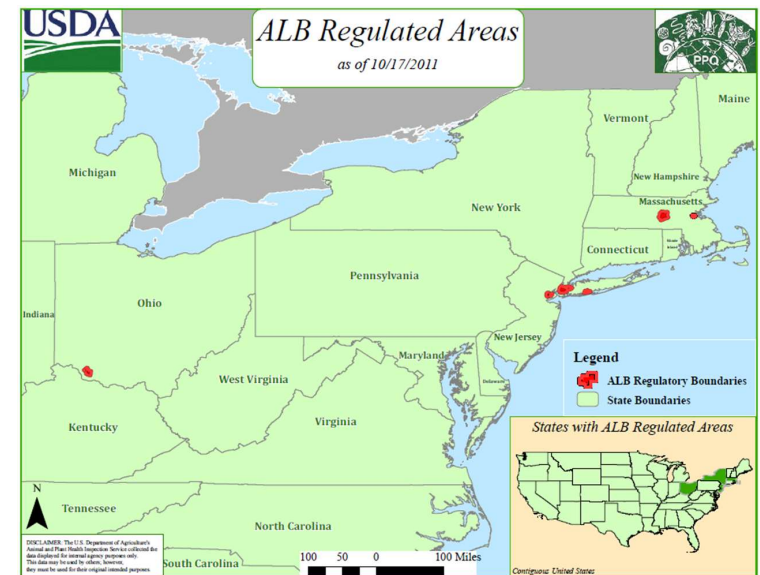 USDA
ALB Regulated Areas
as of 10/17/2011
PPQ
Maine
Vermont
Michigan
New Hampshire
Massachusetts
New York
Connecticut
Pennsylvania
Ohio
Indiana
New Jersey
Maryland
Delaware
West Virginia
Virginia
Kentucky
Legend
ALB Regulatory Boundaries
State Boundaries
States with ALB Regulated Areas
N
Tennessee
North Carolina
South Carolina
DISCLAIMER: The U.S. Department of Agriculture's
Animal and Plant Health Inspection Service collected the
data displayed for internal agency purposes only.
This data may be used by others; however,
they must be used for their original intended purposes.
100 50 0 100 Miles
Contiguous United States